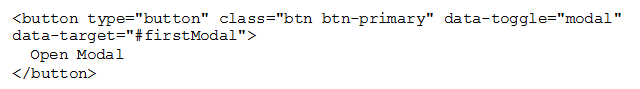 <button type="button" class="btn btn-primary" data-toggle="modal"
data-target="#firstModal">
  Open Modal
</button>